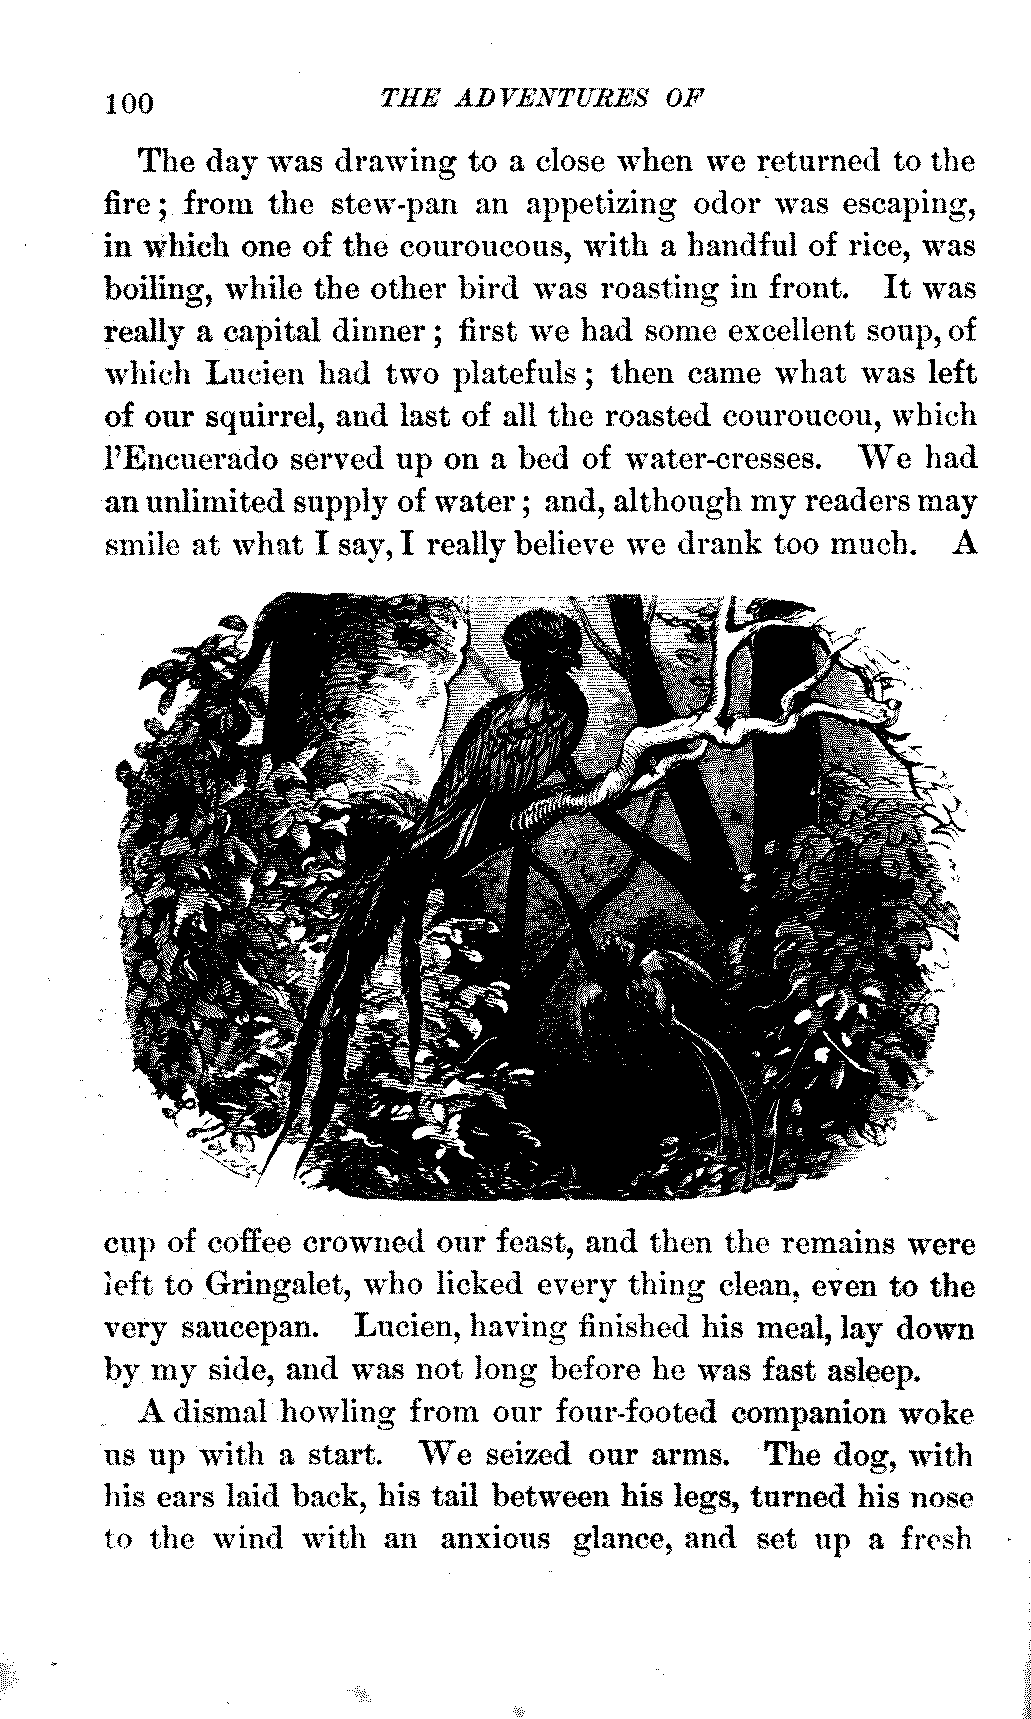 100 THE ADVENTURES OF
The day was drawing to a close when we returned to the
fire; from the stew-pan an appetizing odor was escaping,
in which one of the couroucous, with a handful of rice, was
boiling, while the other bird was roasting in front. It was
really a capital dinner; first we had some excellent soup, of
which Lucien had two platefuls; then came what was left
of our squirrel, and last of all the roasted couroucou, which
l'Encuerado served up on a bed of water-cresses. We had
an unlimited supply of water; and, although my readers may
smile at what I say, I really believe we drank too much. A
cup of coffee crowned our feast, and then the remains were
left to Gringalet, who licked every thing clean, even to the
very saucepan. Lucien, having finished his meal, lay down
by my side, and was not long before he was fast asleep.
A dismal howling from our four-footed companion woke
us up with a start. We seized our arms. The dog, with
his ears laid back, his tail between his legs, turned his nose
to the wind with an anxious glance, and set up a fresh